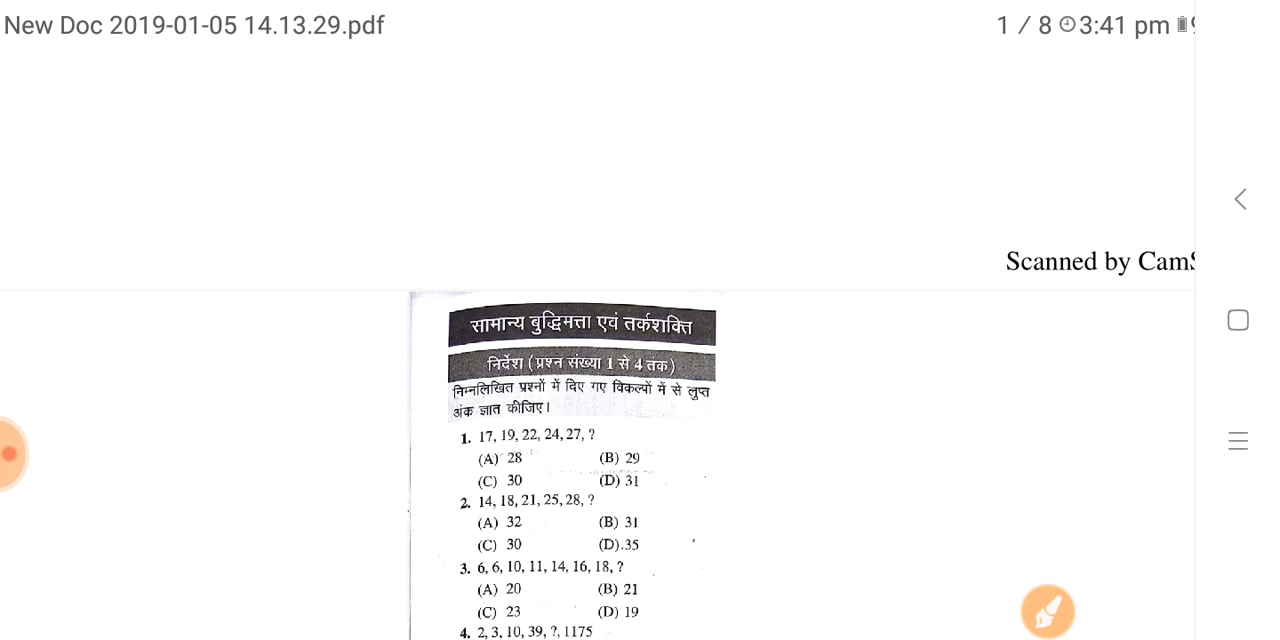 New Doc 2019-01-05 14.13.29.pdf
1 / 8 3:41 pm
Scanned by Cam
सामान्य बुद्धिमत्ता एवं तर्कशक्ति
निर्देश (प्रश्न संख्या 1 से 4 तक)
निम्नलिखित प्रश्नों में दिए गए विकल्पों में से लुप्त
अंक ज्ञात कीजिए।
1. 17, 19, 22, 24, 27, ?
(A) 28 (B) 29
(C) 30 (D) 31
2. 14, 18, 21, 25, 28, ?
(A) 32 (B) 31
(C) 30 (D).35
3. 6, 6, 10, 11, 14, 16, 18, ?
(A) 20 (B) 21
(C) 23 (D) 19
4. 2, 3, 10, 39, ?, 1175